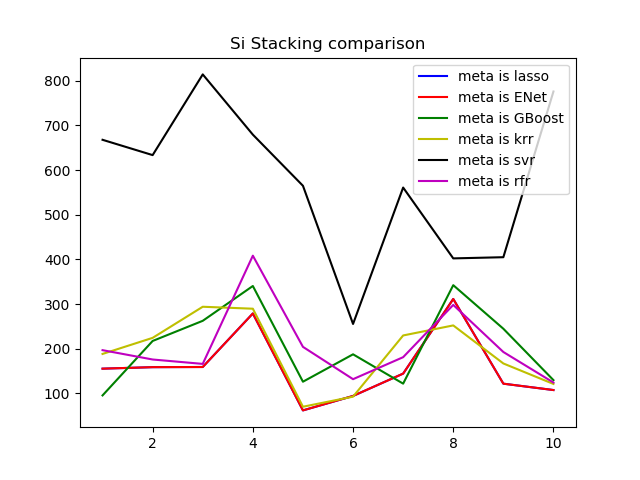 Si Stacking comparison
800
700
600
500
400
300
200
100
2
4
6
8
10
meta is lasso
meta is ENet
meta is GBoost
meta is krr
meta is svr
meta is rfr